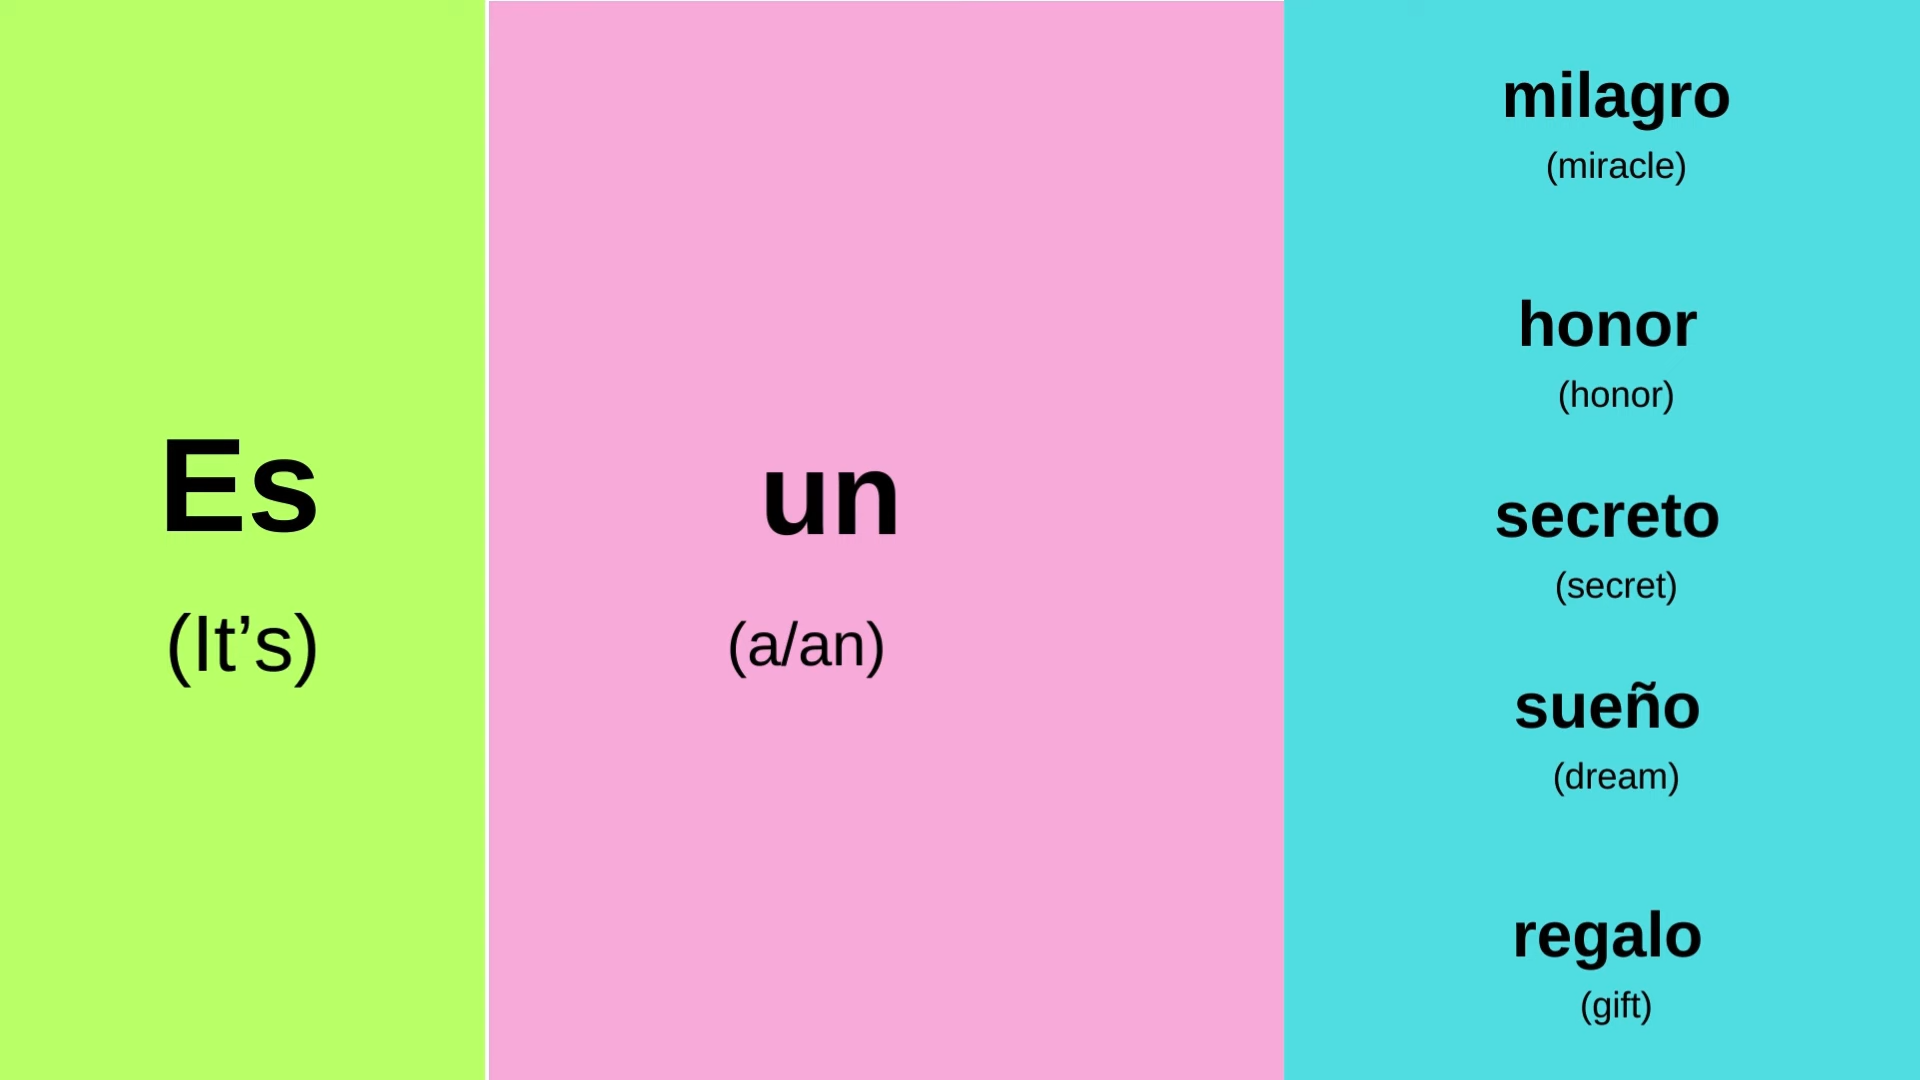 Es
(It’s)
un
(a/an)
milagro
(miracle)
honor
(honor)
secreto
(secret)
sueño
(dream)
regalo
(gift)